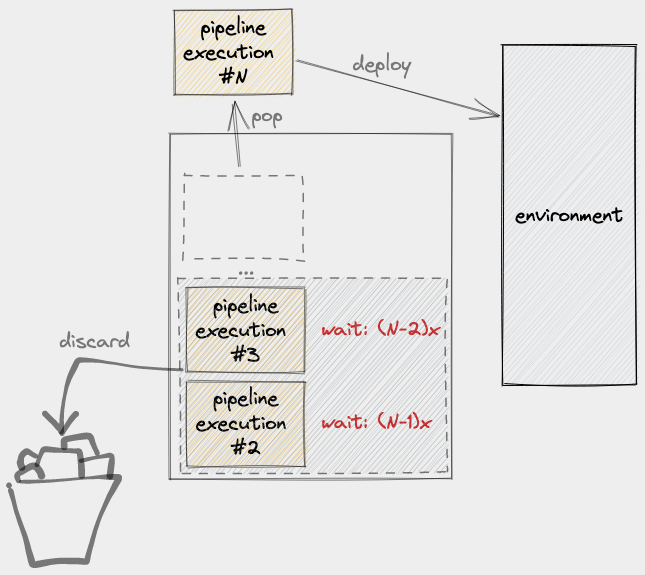 pipeline
execution
#N
deploy
pop
environment
...
pipeline
execution
#3
wait: (N-2)x
discard
pipeline
execution
#2
wait: (N-1)x